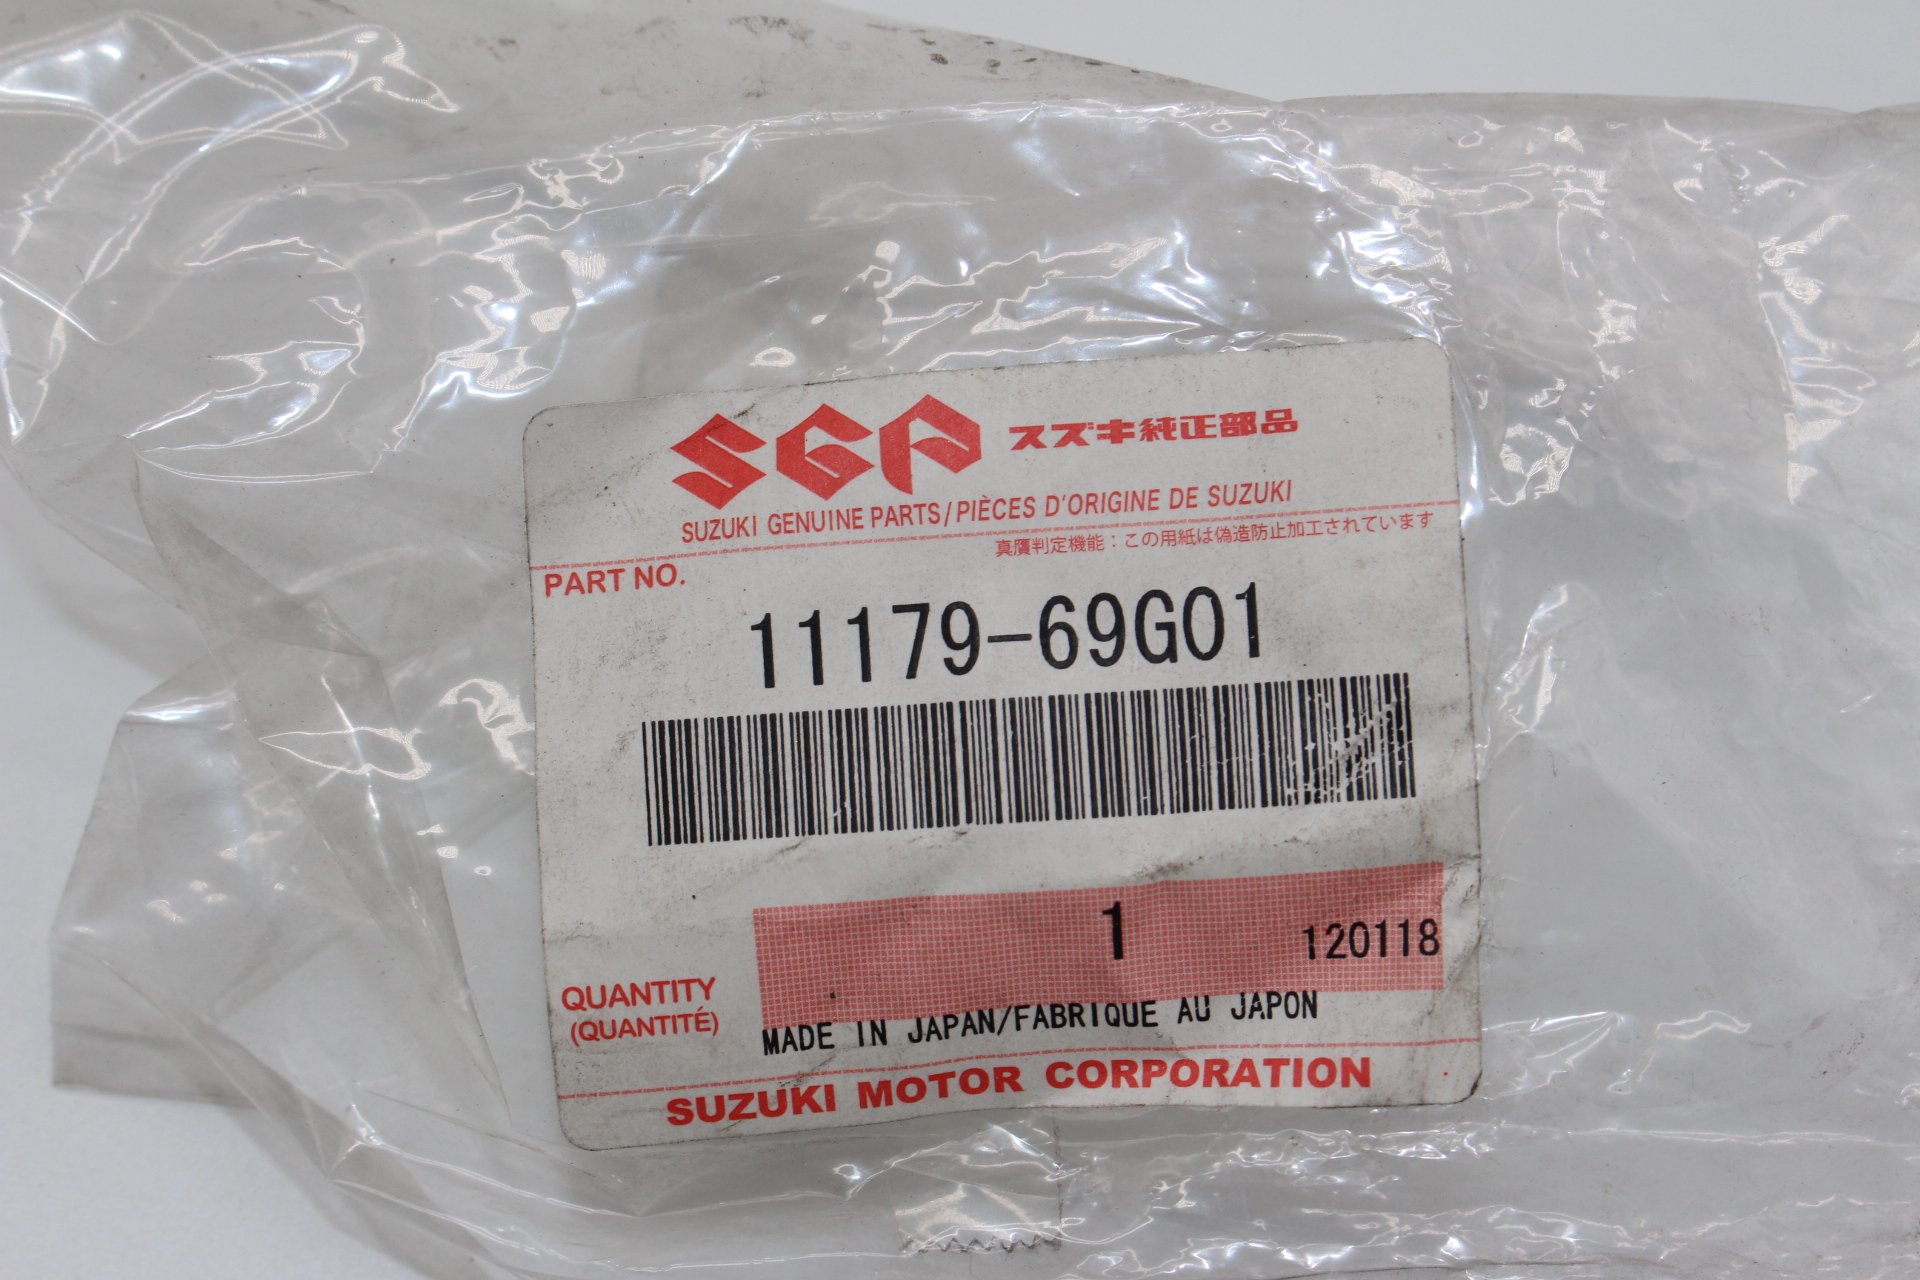 SGP スズキ純正部品
SUZUKI GENUINE PARTS/PIÈCES D'ORIGINE DE SUZUKI
真贋判定機能：この用紙は偽造防止加工されています
PART NO.
11179-69G01
1 120118
QUANTITY
(QUANTITÉ)
MADE IN JAPAN/FABRIQUE AU JAPON
SUZUKI MOTOR CORPORATION